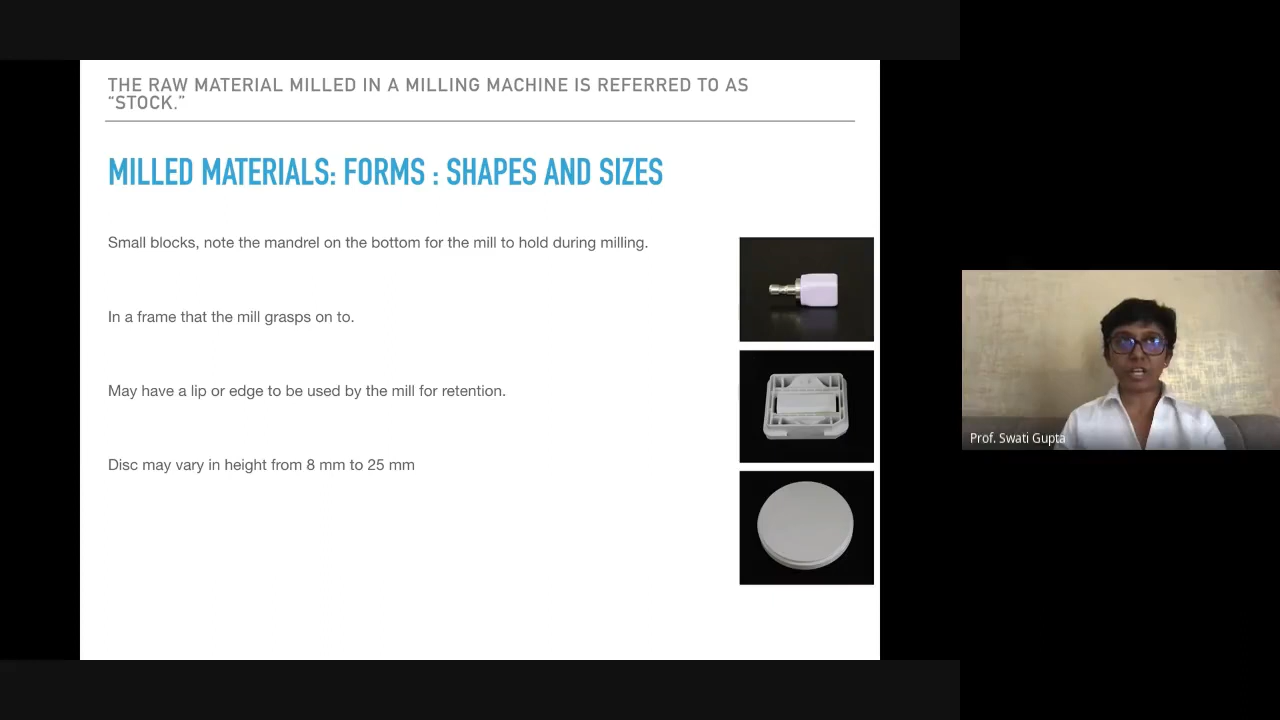 THE RAW MATERIAL MILLED IN A MILLING MACHINE IS REFERRED TO AS
“STOCK.”
MILLED MATERIALS: FORMS : SHAPES AND SIZES
Small blocks, note the mandrel on the bottom for the mill to hold during milling.
In a frame that the mill grasps on to.
May have a lip or edge to be used by the mill for retention.
Disc may vary in height from 8 mm to 25 mm
Prof. Swati Gupta